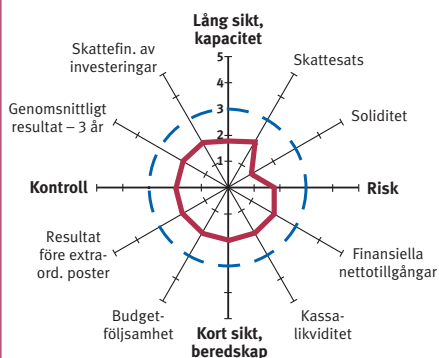 Lång sikt,
kapacitet
Skattefin. av
investeringar
Skattesats
Genomsnittligt
resultat – 3 år
Soliditet
5
4
3
2
1
Kontroll
Risk
Resultat
före extra-
ord. poster
Finansiella
nettotillgångar
Budget-
följsamhet
Kassa-
likviditet
Kort sikt,
beredskap